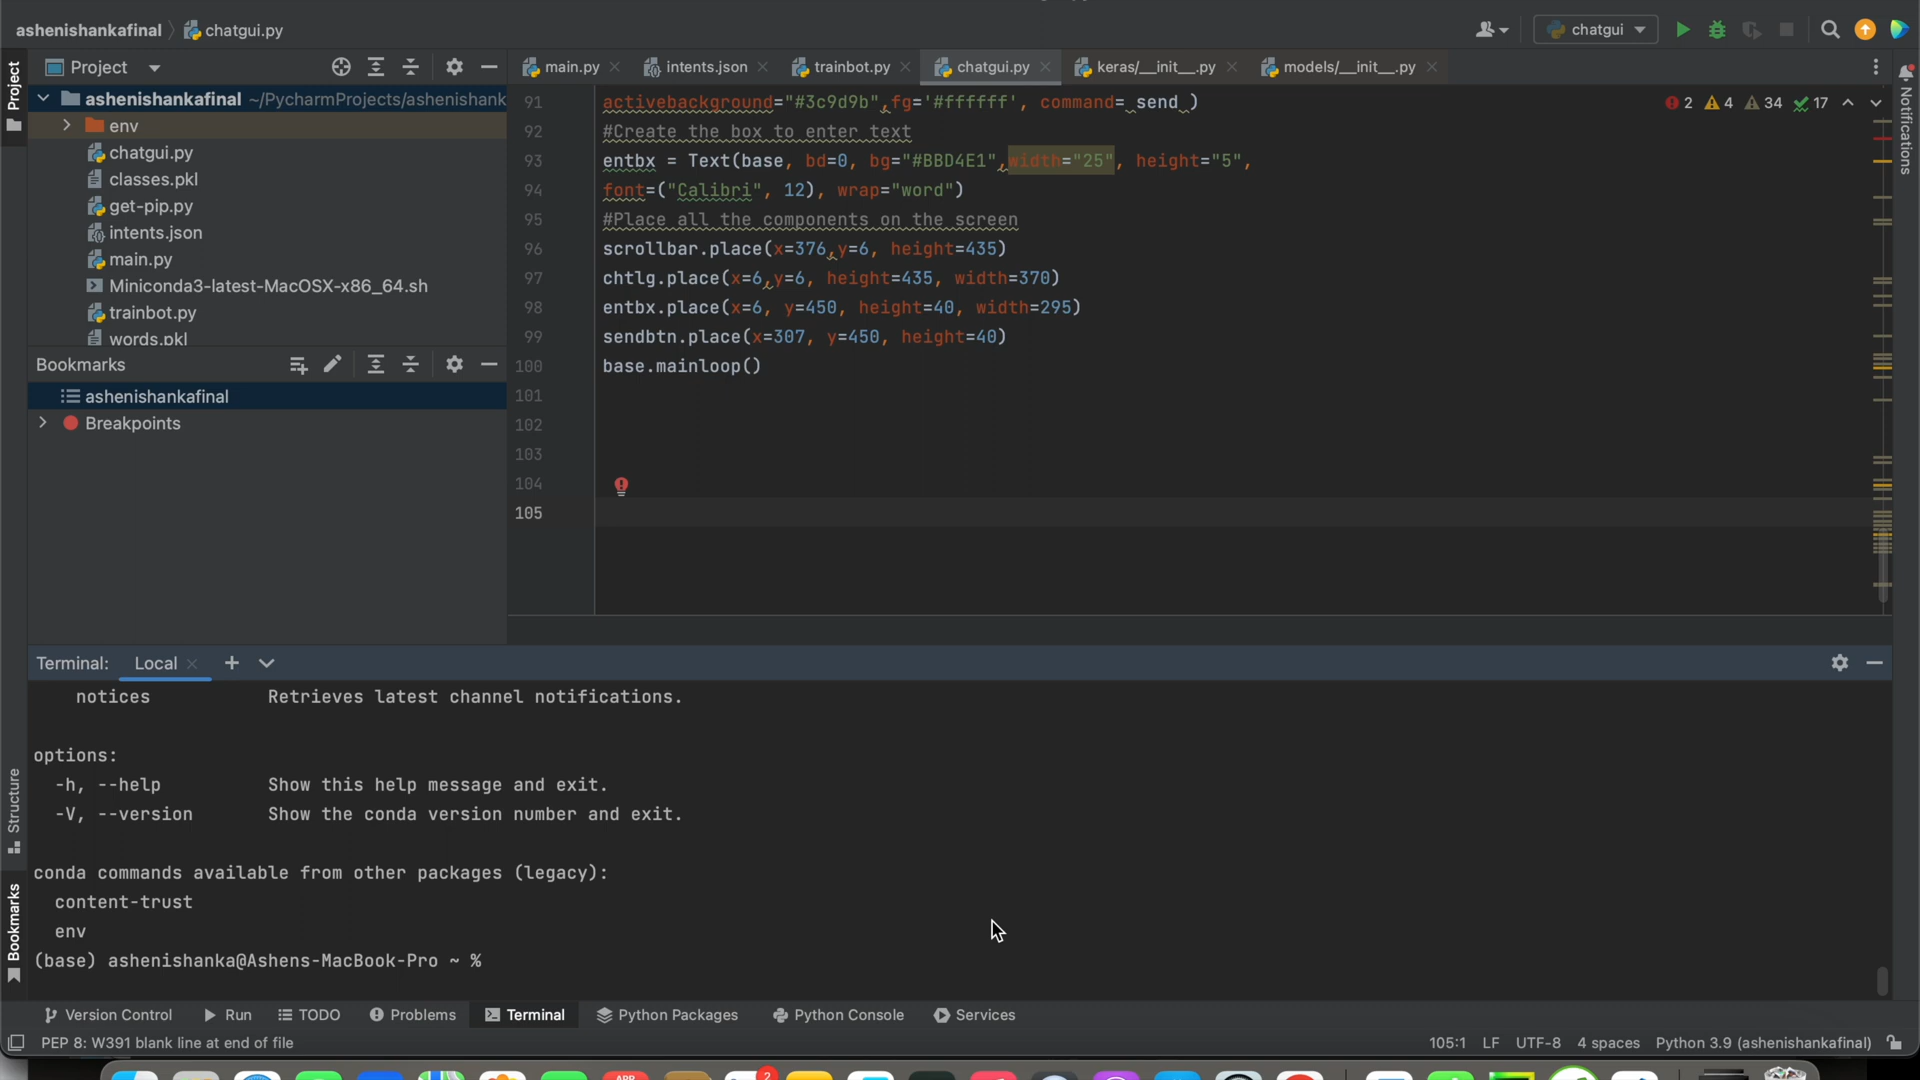 ashenishankafinal
chatgui.py
chatgui
Project
Project
main.py
intents.json
trainbot.py
chatgui.py
keras/__init__.py
models/__init__.py
Notifications
ashenishankafinal ~/PycharmProjects/ashenishank
env
chatgui.py
classes.pkl
get-pip.py
intents.json
main.py
Miniconda3-latest-MacOSX-x86_64.sh
trainbot.py
words.pkl
2 4 34 17
91 activebackground="#3c9d9b",fg='#ffffff', command= send )
92 #Create the box to enter text
93 entbx = Text(base, bd=0, bg="#BBD4E1",width="25", height="5",
94 font=("Calibri", 12), wrap="word")
95 #Place all the components on the screen
96 scrollbar.place(x=376,y=6, height=435)
97 chtlg.place(x=6,y=6, height=435, width=370)
98 entbx.place(x=6, y=450, height=40, width=295)
99 sendbtn.place(x=307, y=450, height=40)
100 base.mainloop()
101
102
103
104
105
Bookmarks
ashenishankafinal
Breakpoints
Structure
Bookmarks
Terminal: Local
notices Retrieves latest channel notifications.
options:
-h, --help Show this help message and exit.
-V, --version Show the conda version number and exit.
conda commands available from other packages (legacy):
content-trust
env
(base) ashenishanka@Ashens-MacBook-Pro ~ %
Version Control
Run
TODO
Problems
Terminal
Python Packages
Python Console
Services
PEP 8: W391 blank line at end of file
105:1 LF UTF-8 4 spaces Python 3.9 (ashenishankafinal)
APR
2